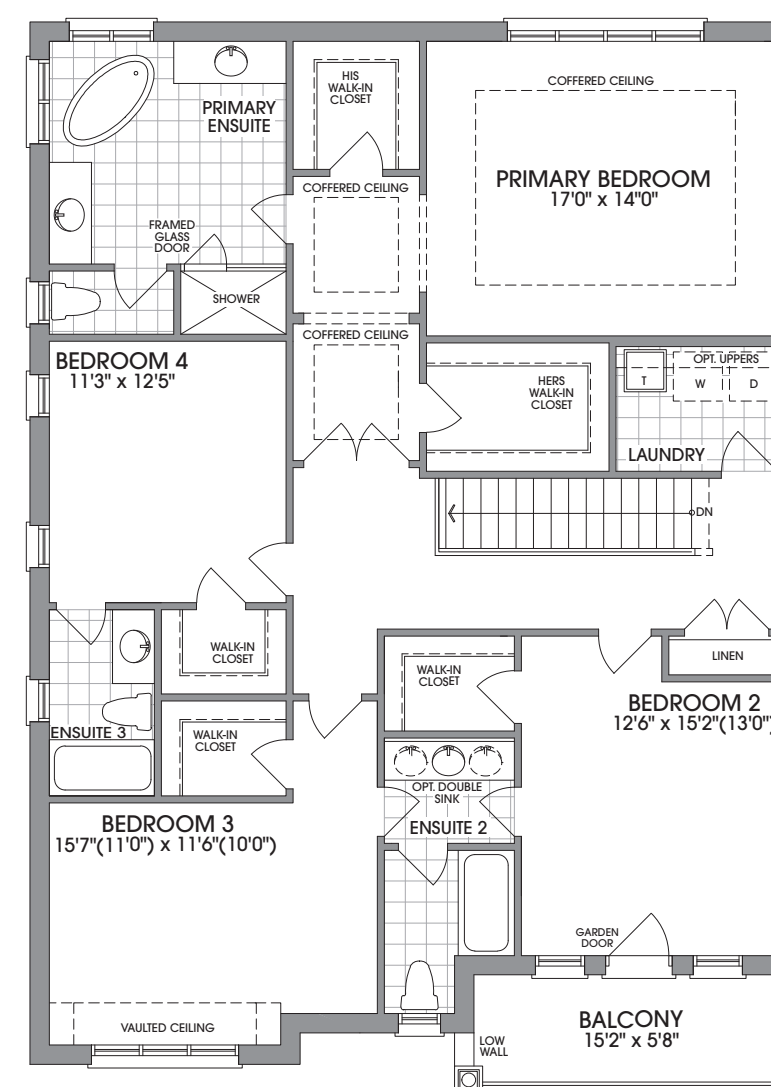 HIS
WALK-IN
CLOSET
COFFERED CEILING
PRIMARY
ENSUITE
PRIMARY BEDROOM
17'0" x 14'0"
COFFERED CEILING
FRAMED
GLASS
DOOR
SHOWER
COFFERED CEILING
BEDROOM 4
11'3" x 12'5"
HERS
WALK-IN
CLOSET
OPT. UPPERS
T
W
D
LAUNDRY
DN
WALK-IN
CLOSET
LINEN
WALK-IN
CLOSET
BEDROOM 2
12'6" x 15'2"(13'0")
ENSUITE 3
WALK-IN
CLOSET
OPT. DOUBLE
SINK
ENSUITE 2
BEDROOM 3
15'7"(11'0") x 11'6"(10'0")
GARDEN
DOOR
VAULTED CEILING
BALCONY
15'2" x 5'8"
LOW
WALL